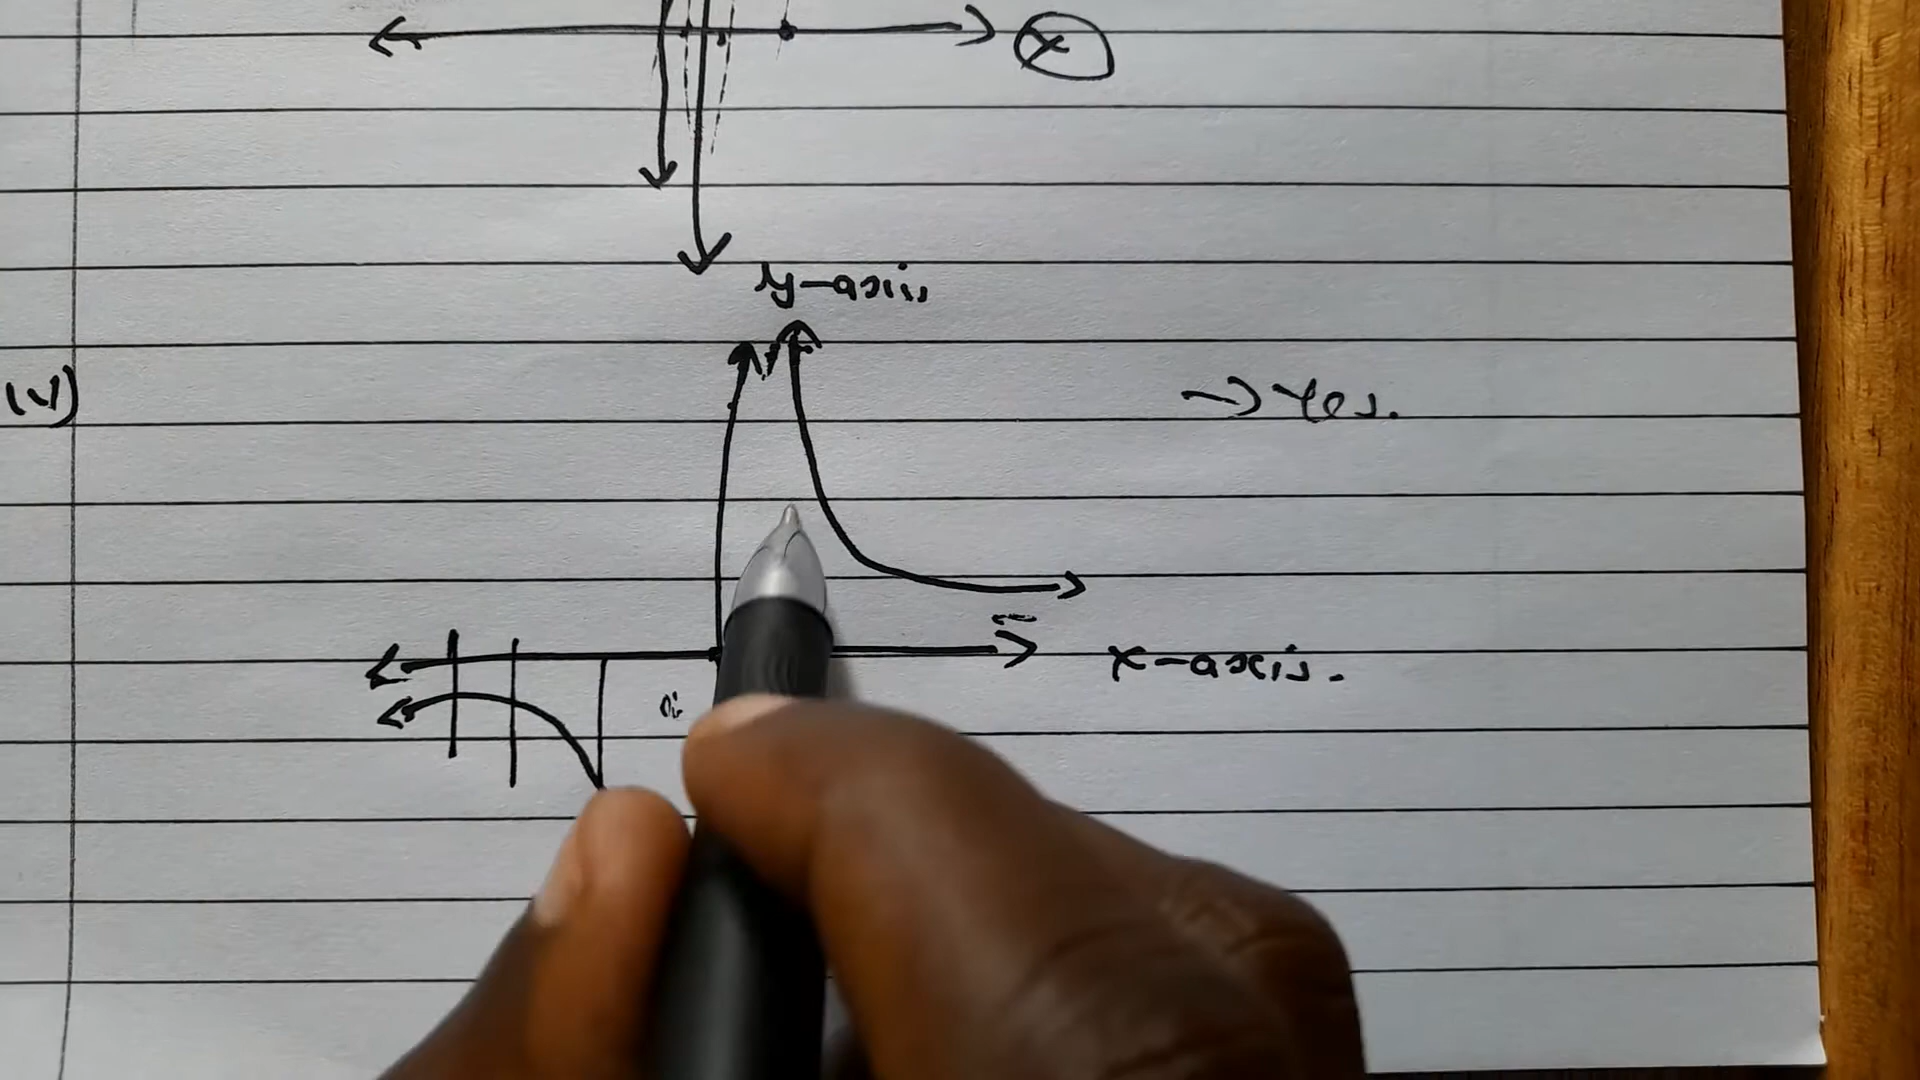 x
y-axis
(v)
→ Yes.
x-axis.